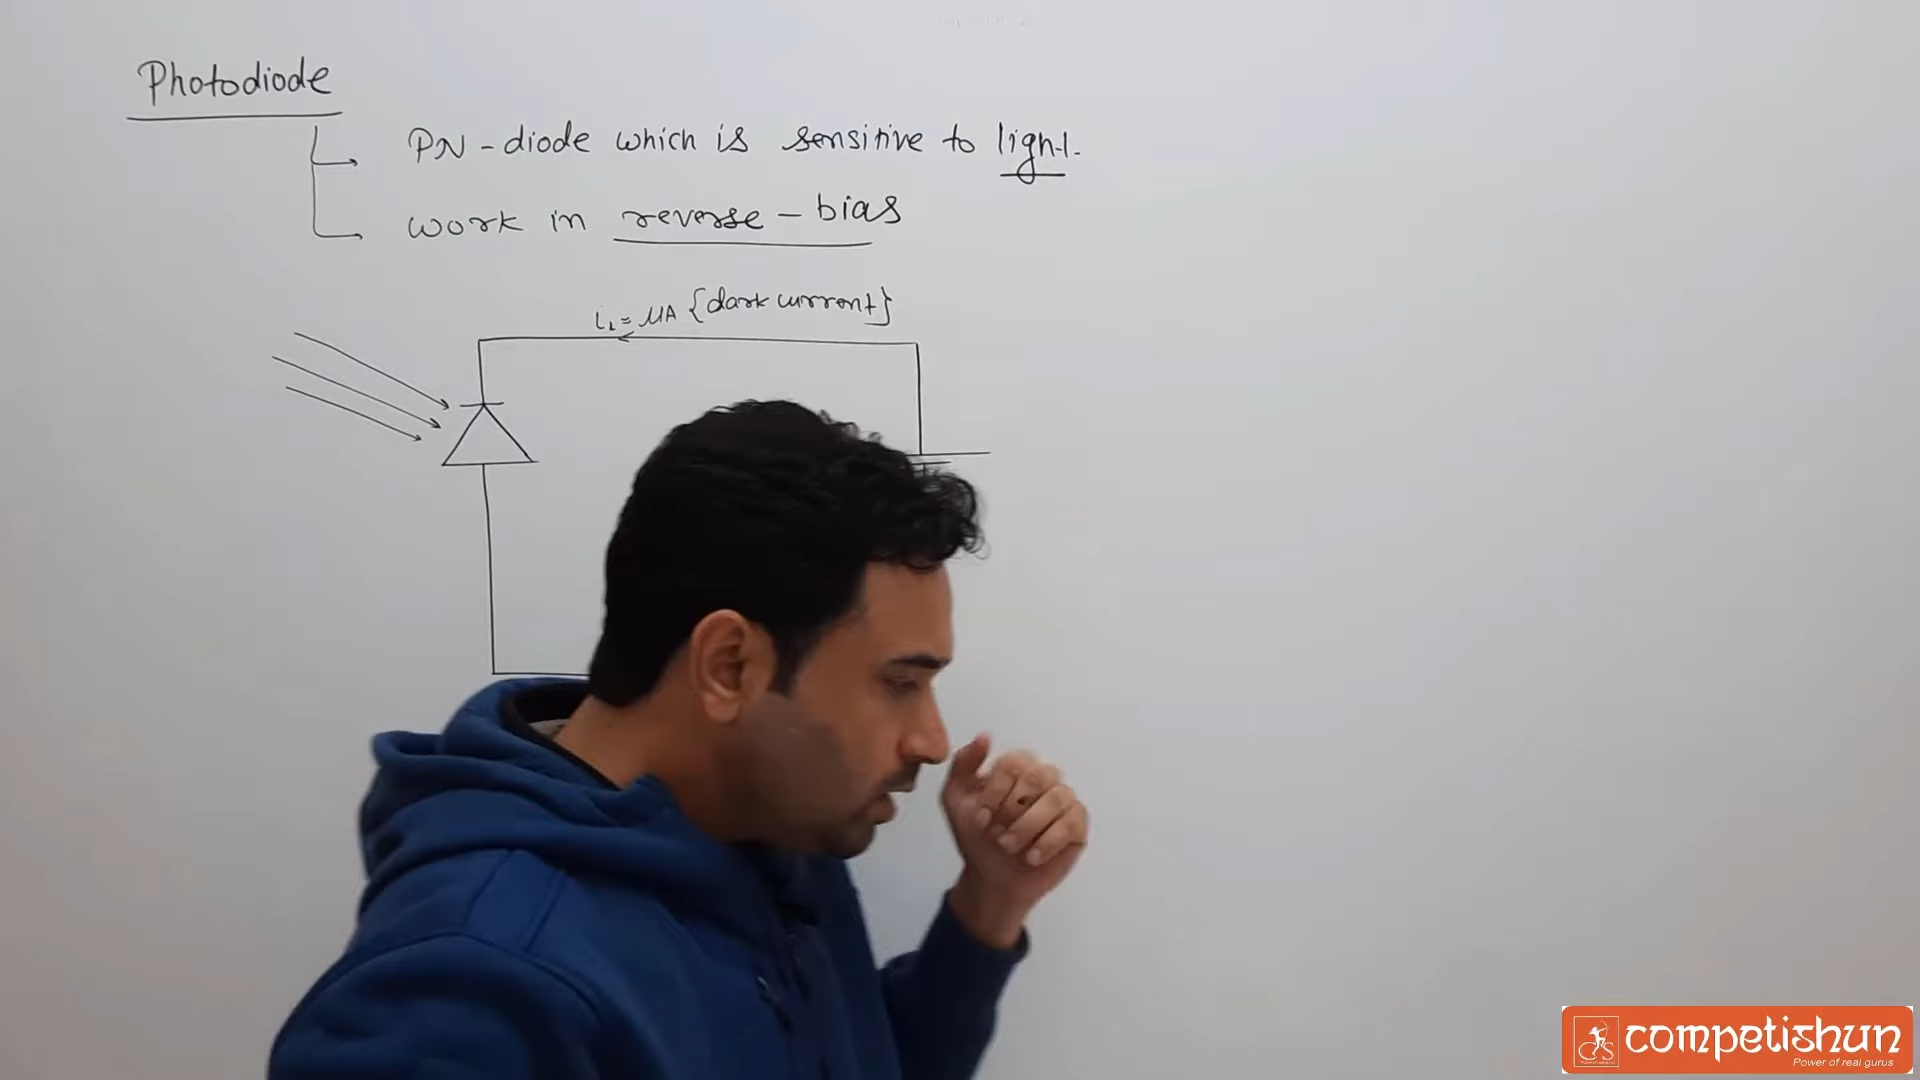 Photodiode
PN-diode which is sensitive to light.
work in reverse-bias
i₂ = μA {dark current}
competishun
Power of real gurus